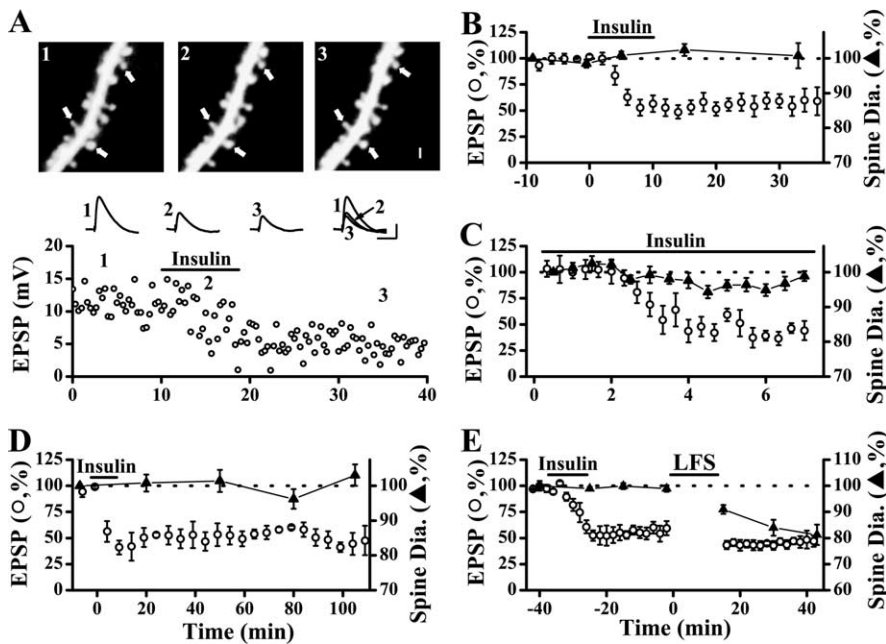 A
1
2
3
1
2
3
1
2
3
Insulin
1
2
3
EPSP (mV)
20
15
10
5
0
0 10 20 30 40
B
Insulin
EPSP (○,%)
125
100
75
50
25
0
100
90
80
70
Spine Dia. (▲,%)
-10 0 10 20 30
C
Insulin
EPSP (○,%)
125
100
75
50
25
0
100
90
80
70
Spine Dia. (▲,%)
0 2 4 6
D
Insulin
EPSP (○,%)
125
100
75
50
25
0
100
90
80
70
Spine Dia. (▲,%)
0 20 40 60 80 100
Time (min)
E
Insulin
LFS
EPSP (○,%)
125
100
75
50
25
0
110
100
90
80
70
60
Spine Dia. (▲,%)
-40 -20 0 20 40
Time (min)